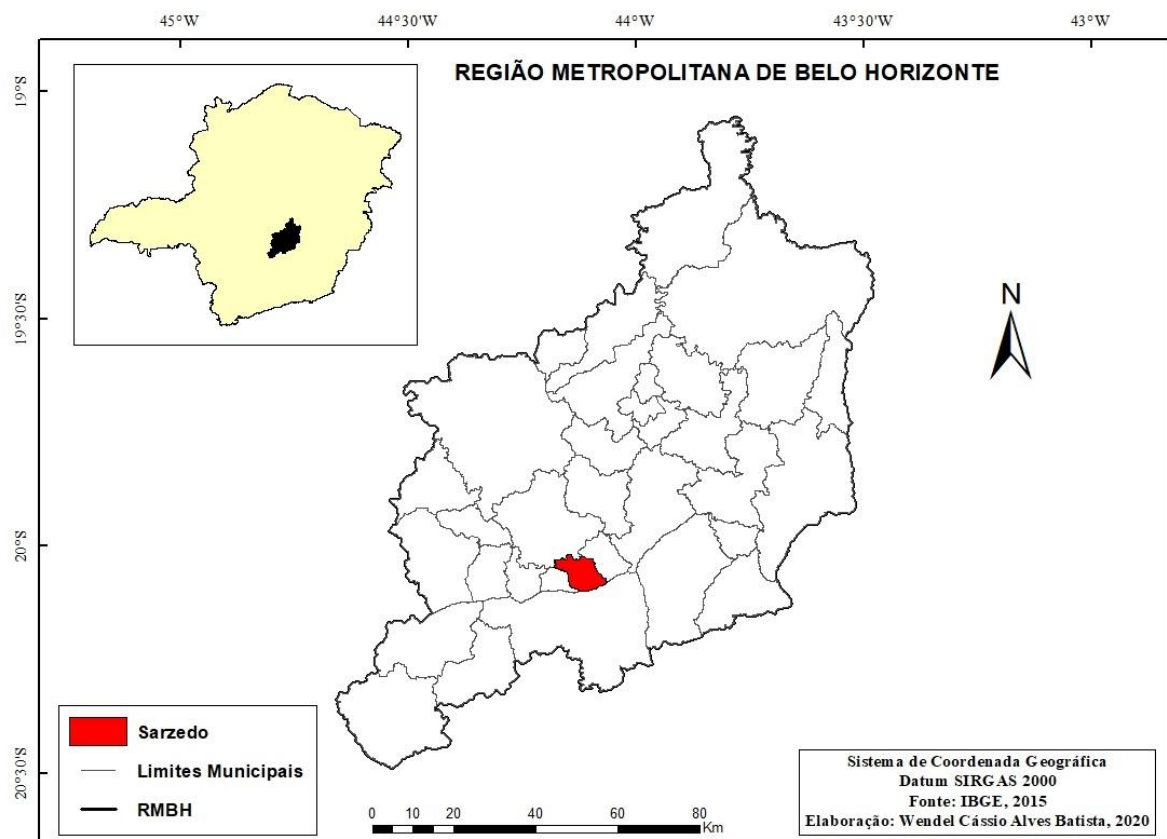 45°W 44°30'W 44°W 43°30'W 43°W
REGIÃO METROPOLITANA DE BELO HORIZONTE
19°S
19°30'S
20°S
20°30'S
N
Sarzedo
Limites Municipais
RMBH
0 5 10 20 40 60 80
Km
Sistema de Coordenada Geográfica
Datum SIRGAS 2000
Fonte: IBGE, 2015
Elaboração: Wendel Cássio Alves Batista, 2020